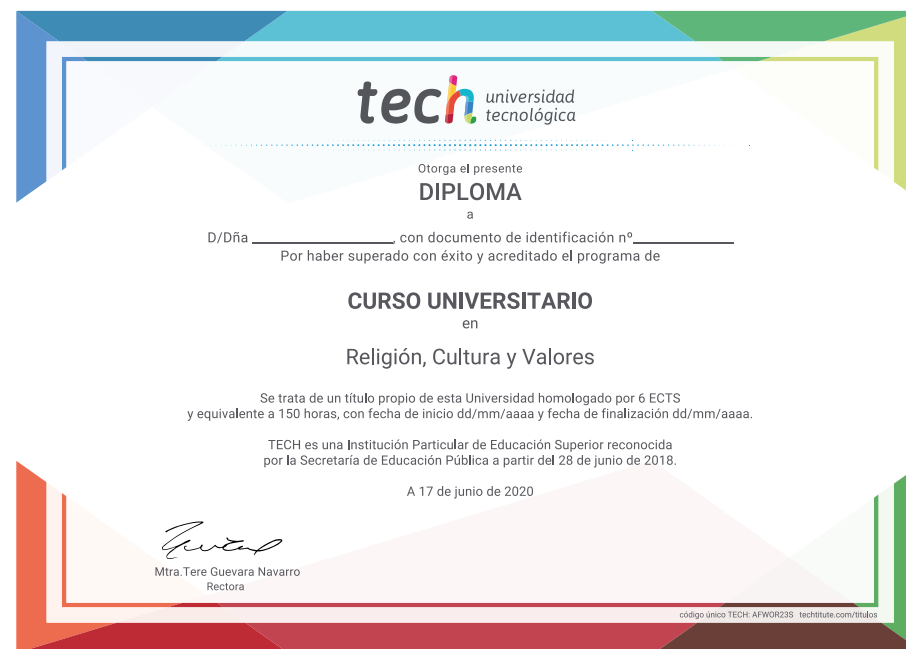 tech universidad
tecnológica
Otorga el presente
DIPLOMA
a
D/Dña ____________________, con documento de identificación nº______________
Por haber superado con éxito y acreditado el programa de
CURSO UNIVERSITARIO
en
Religión, Cultura y Valores
Se trata de un título propio de esta Universidad homologado por 6 ECTS
y equivalente a 150 horas, con fecha de inicio dd/mm/aaaa y fecha de finalización dd/mm/aaaa.
TECH es una Institución Particular de Educación Superior reconocida
por la Secretaría de Educación Pública a partir del 28 de junio de 2018.
A 17 de junio de 2020
Mtra.Tere Guevara Navarro
Rectora
código único TECH: AFWOR23S techtitute.com/titulos